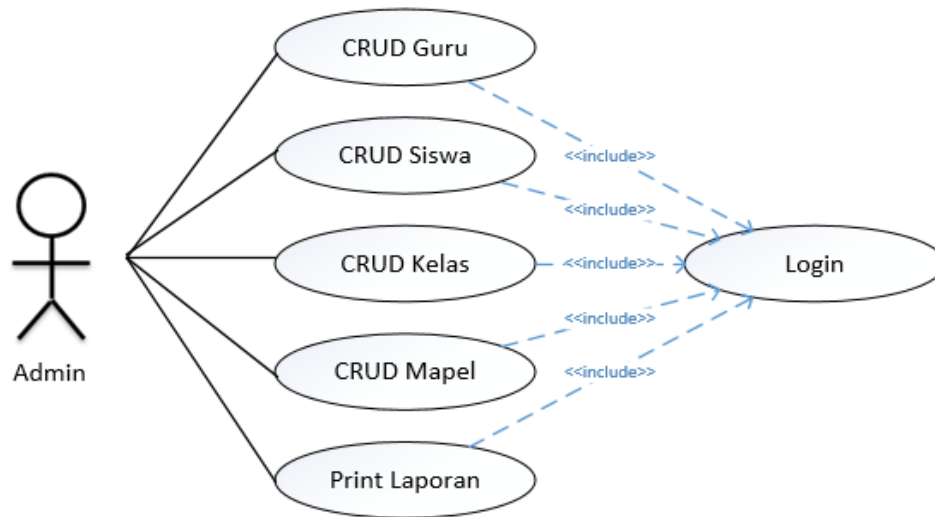 CRUD Guru
CRUD Siswa
<<include>>
<<include>>
CRUD Kelas
<<include>>
Login
<<include>>
Admin
CRUD Mapel
<<include>>
Print Laporan